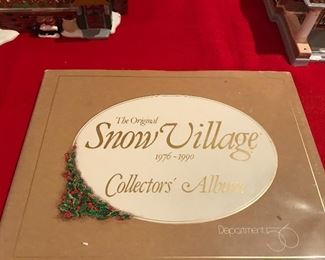 The Original
Snow Village
1976-1990
Collectors' Album
Department 56